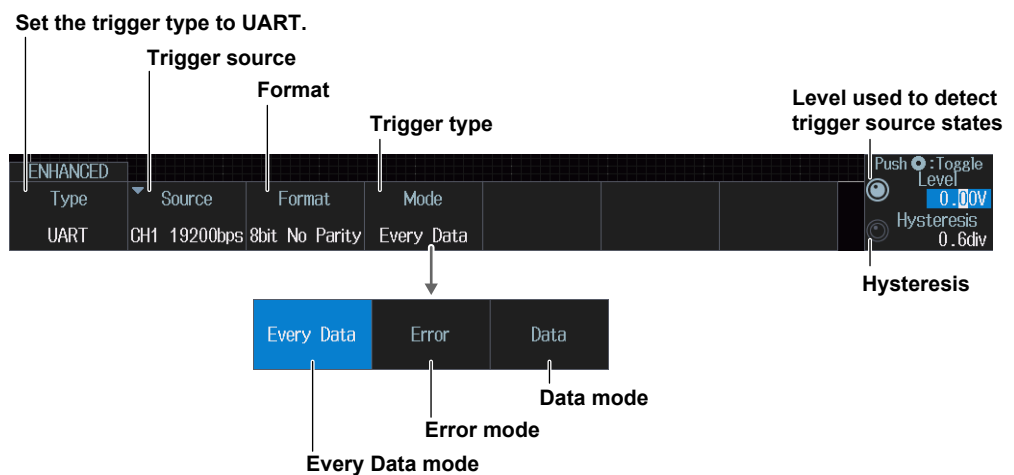 Set the trigger type to UART.
Trigger source
Format
Trigger type
Level used to detect
trigger source states
ENHANCED
Type
UART
Source
CH1 19200bps
Format
8bit No Parity
Mode
Every Data
Push :Toggle
Level
0.00V
Hysteresis
0.6div
Hysteresis
Every Data
Error
Data
Data mode
Error mode
Every Data mode